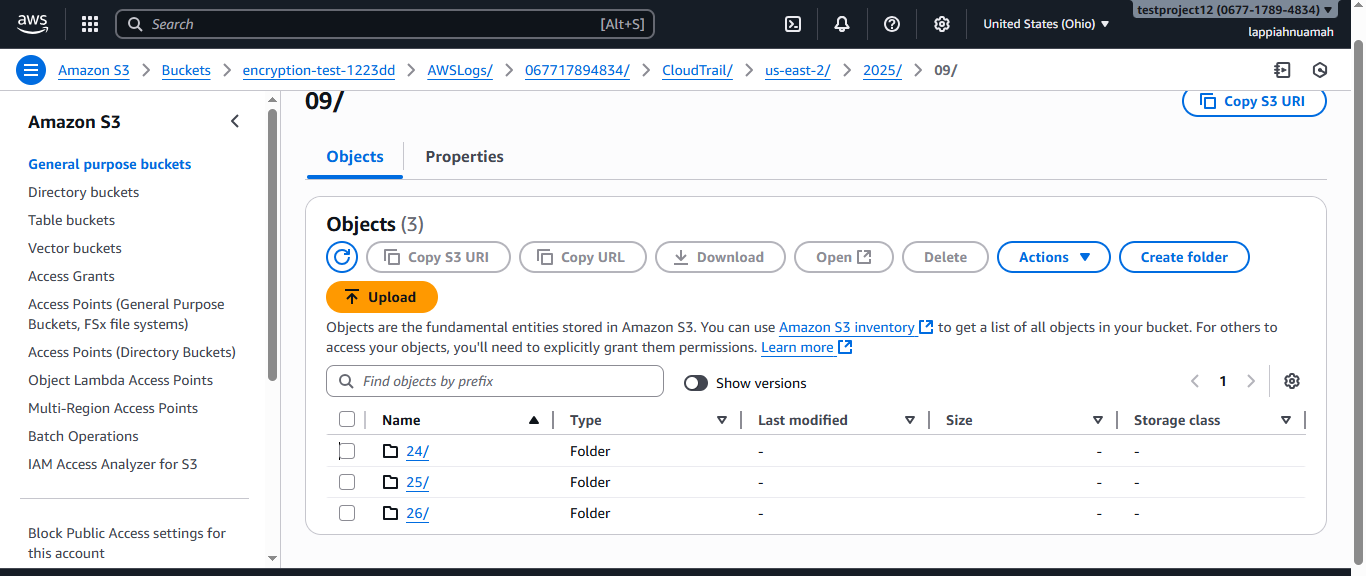 aws
Search [Alt+S]
United States (Ohio)
testproject12 (0677-1789-4834)
lappiahnuamah
Amazon S3 > Buckets > encryption-test-1223dd > AWSLogs/ > 067717894834/ > CloudTrail/ > us-east-2/ > 2025/ > 09/
Amazon S3
General purpose buckets
Directory buckets
Table buckets
Vector buckets
Access Grants
Access Points (General Purpose
Buckets, FSx file systems)
Access Points (Directory Buckets)
Object Lambda Access Points
Multi-Region Access Points
Batch Operations
IAM Access Analyzer for S3
Block Public Access settings for
this account
09/
Copy S3 URI
Objects Properties
Objects (3)
Copy S3 URI Copy URL Download Open Delete Actions Create folder
Upload
Objects are the fundamental entities stored in Amazon S3. You can use Amazon S3 inventory to get a list of all objects in your bucket. For others to
access your objects, you'll need to explicitly grant them permissions. Learn more
Find objects by prefix Show versions 1
Name Type Last modified Size Storage class
24/ Folder - - -
25/ Folder - - -
26/ Folder - - -